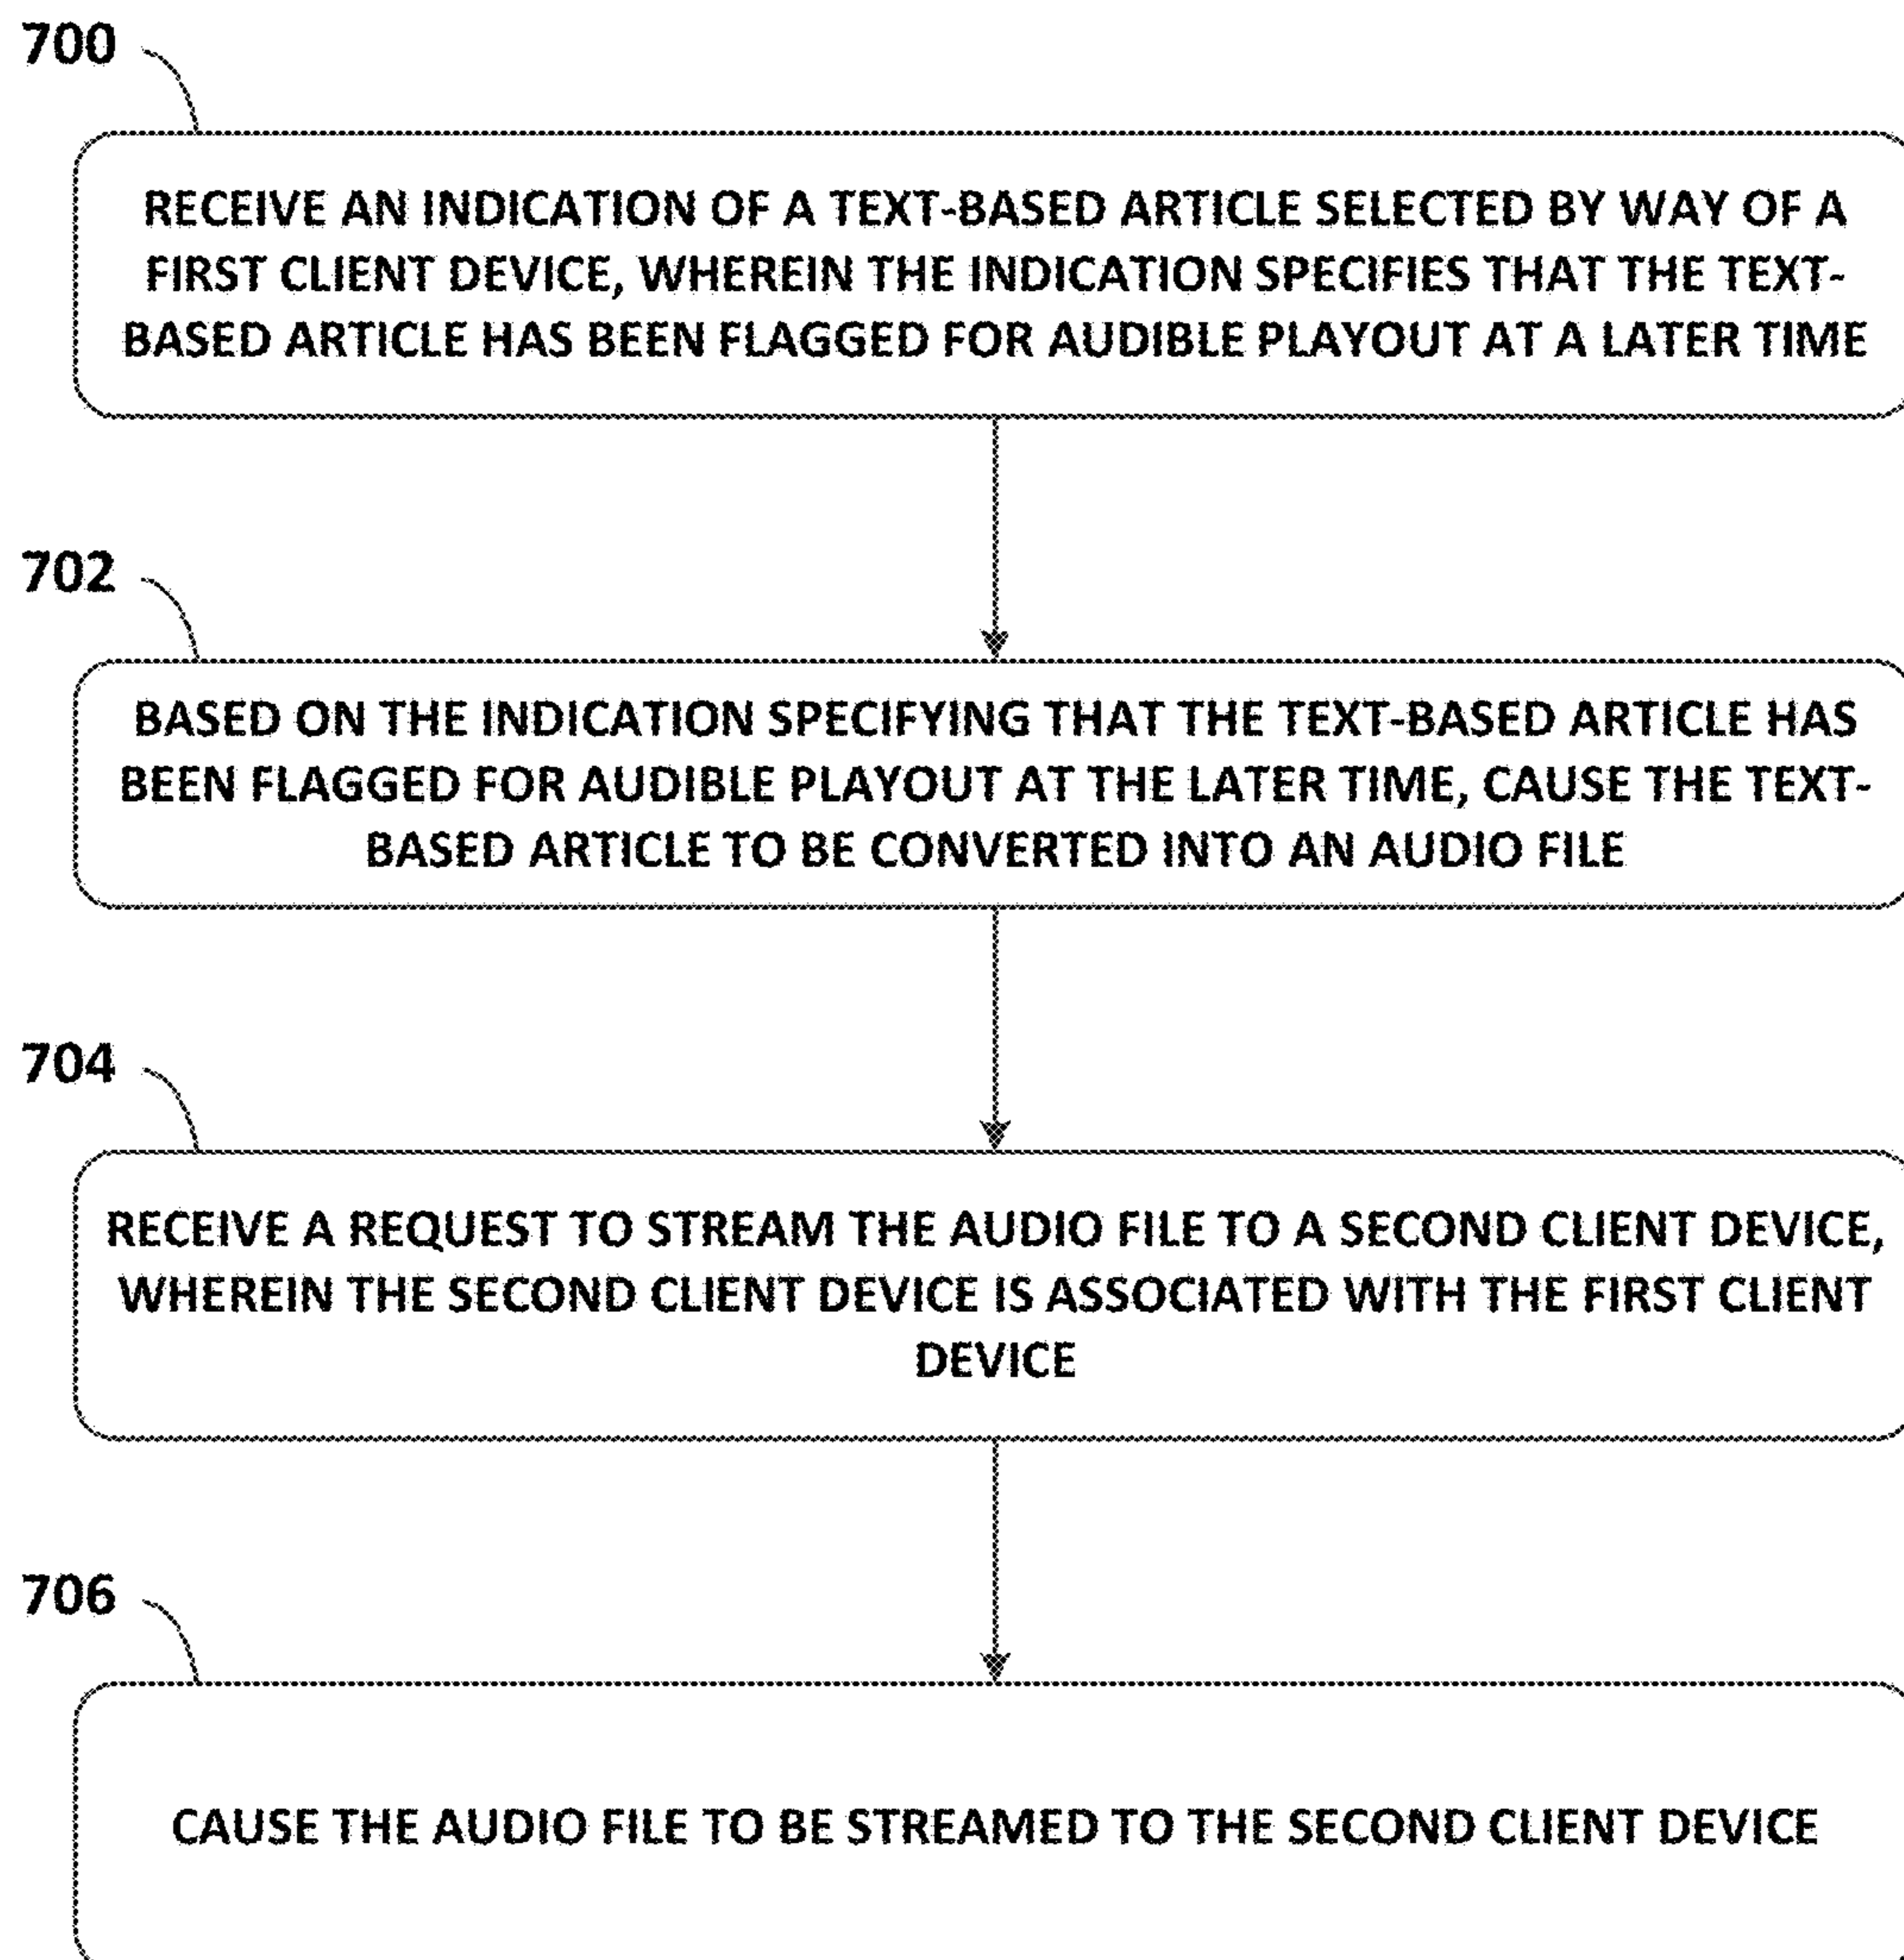 700
RECEIVE AN INDICATION OF A TEXT-BASED ARTICLE SELECTED BY WAY OF A
FIRST CLIENT DEVICE, WHEREIN THE INDICATION SPECIFIES THAT THE TEXT-
BASED ARTICLE HAS BEEN FLAGGED FOR AUDIBLE PLAYOUT AT A LATER TIME
702
BASED ON THE INDICATION SPECIFYING THAT THE TEXT-BASED ARTICLE HAS
BEEN FLAGGED FOR AUDIBLE PLAYOUT AT THE LATER TIME, CAUSE THE TEXT-
BASED ARTICLE TO BE CONVERTED INTO AN AUDIO FILE
704
RECEIVE A REQUEST TO STREAM THE AUDIO FILE TO A SECOND CLIENT DEVICE,
WHEREIN THE SECOND CLIENT DEVICE IS ASSOCIATED WITH THE FIRST CLIENT
DEVICE
706
CAUSE THE AUDIO FILE TO BE STREAMED TO THE SECOND CLIENT DEVICE